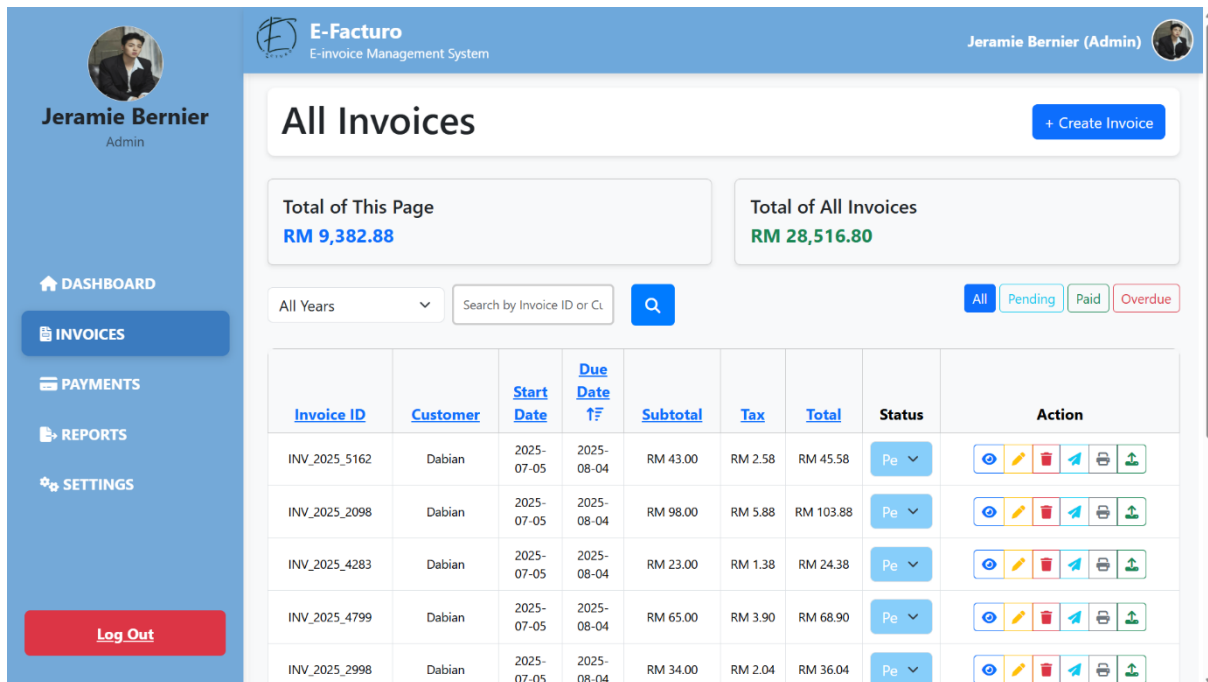 Jeramie Bernier
Admin
DASHBOARD
INVOICES
PAYMENTS
REPORTS
SETTINGS
Log Out
E-Facturo
E-invoice Management System
Jeramie Bernier (Admin)
All Invoices
+ Create Invoice
Total of This Page
RM 9,382.88
Total of All Invoices
RM 28,516.80
All Years
Search by Invoice ID or Cu
All Pending Paid Overdue
Invoice ID Customer Start Date Due Date Subtotal Tax Total Status Action
INV_2025_5162 Dabian 2025-07-05 2025-08-04 RM 43.00 RM 2.58 RM 45.58 Pe
INV_2025_2098 Dabian 2025-07-05 2025-08-04 RM 98.00 RM 5.88 RM 103.88 Pe
INV_2025_4283 Dabian 2025-07-05 2025-08-04 RM 23.00 RM 1.38 RM 24.38 Pe
INV_2025_4799 Dabian 2025-07-05 2025-08-04 RM 65.00 RM 3.90 RM 68.90 Pe
INV_2025_2998 Dabian 2025-07-05 2025-08-04 RM 34.00 RM 2.04 RM 36.04 Pe